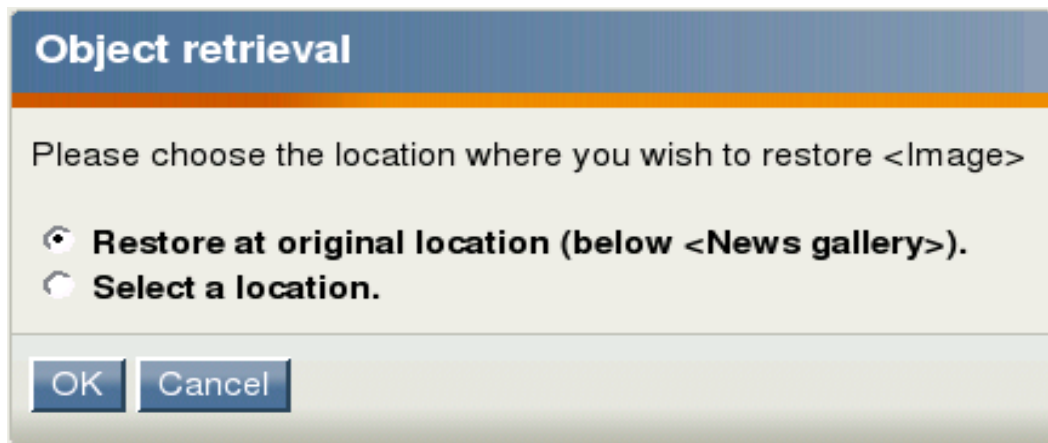 Object retrieval
Please choose the location where you wish to restore <Image>
Restore at original location (below <News gallery>).
Select a location.
OK Cancel